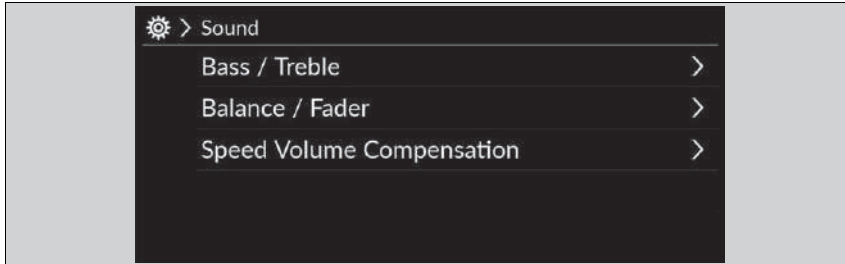 Sound
Bass / Treble
Balance / Fader
Speed Volume Compensation